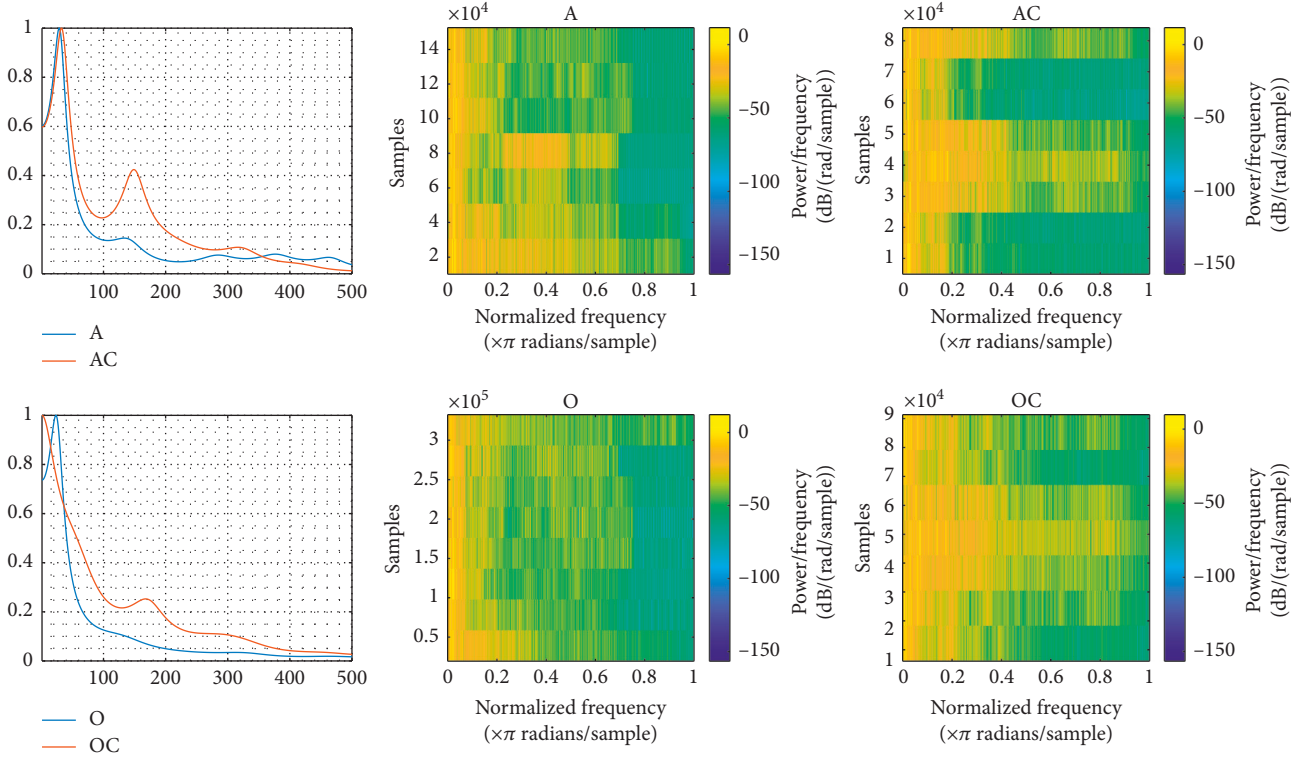 1
0.8
0.6
0.4
0.2
0
100 200 300 400 500
A
AC
×10⁴ A
14
12
10
8
6
4
2
Samples
0 0.2 0.4 0.6 0.8 1
Normalized frequency
(×π radians/sample)
0
−50
−100
−150
Power/frequency
(dB/(rad/sample))
×10⁴ AC
8
7
6
5
4
3
2
1
Samples
0 0.2 0.4 0.6 0.8 1
Normalized frequency
(×π radians/sample)
0
−50
−100
−150
Power/frequency
(dB/(rad/sample))
1
0.8
0.6
0.4
0.2
0
100 200 300 400 500
O
OC
×10⁵ O
3
2.5
2
1.5
1
0.5
Samples
0 0.2 0.4 0.6 0.8 1
Normalized frequency
(×π radians/sample)
0
−50
−100
−150
Power/frequency
(dB/(rad/sample))
×10⁴ OC
9
8
7
6
5
4
3
2
1
Samples
0 0.2 0.4 0.6 0.8 1
Normalized frequency
(×π radians/sample)
0
−50
−100
−150
Power/frequency
((dB/(rad/sample))